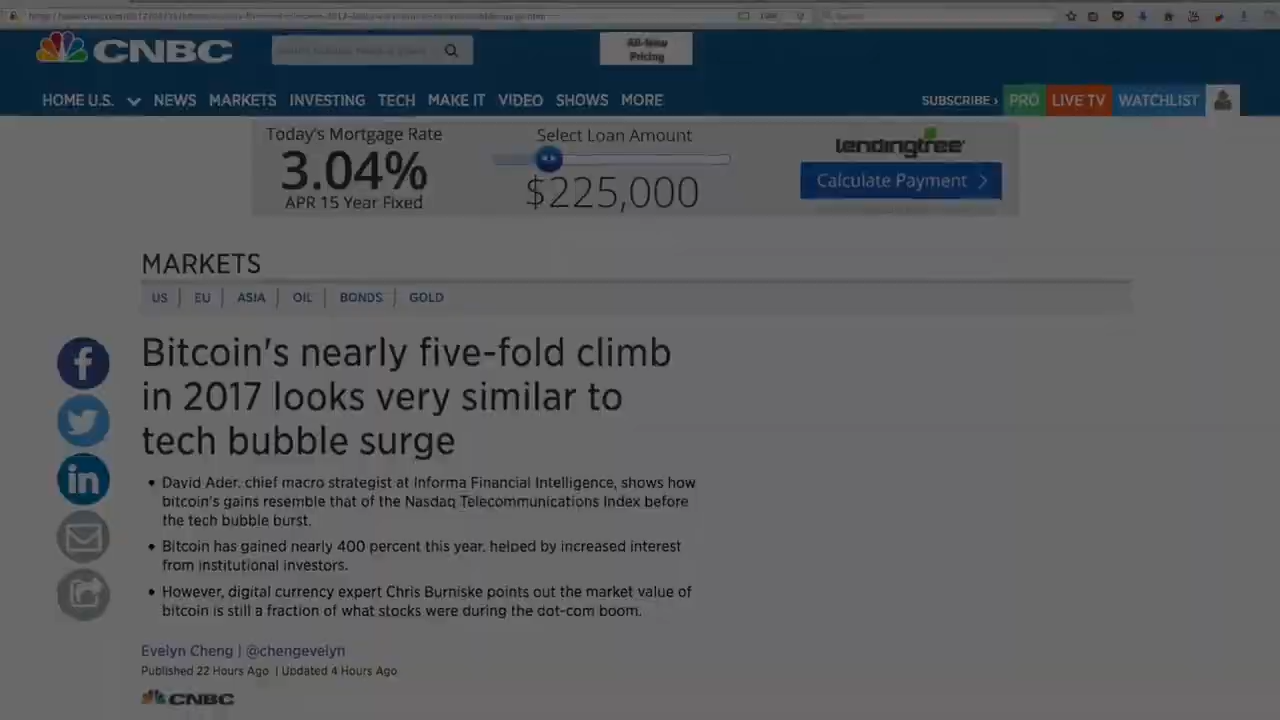 CNBC
All-New
Pricing
HOME U.S. NEWS MARKETS INVESTING TECH MAKE IT VIDEO SHOWS MORE
SUBSCRIBE › PRO LIVE TV WATCHLIST
Today's Mortgage Rate
3.04%
APR 15 Year Fixed
Select Loan Amount
$225,000
lendingtree
Calculate Payment
MARKETS
US EU ASIA OIL BONDS GOLD
Bitcoin's nearly five-fold climb
in 2017 looks very similar to
tech bubble surge
• David Ader, chief macro strategist at Informa Financial Intelligence, shows how
bitcoin's gains resemble that of the Nasdaq Telecommunications Index before
the tech bubble burst.
• Bitcoin has gained nearly 400 percent this year, helped by increased interest
from institutional investors.
• However, digital currency expert Chris Burniske points out the market value of
bitcoin is still a fraction of what stocks were during the dot-com boom.
Evelyn Cheng | @chengevelyn
Published 22 Hours Ago | Updated 4 Hours Ago
CNBC